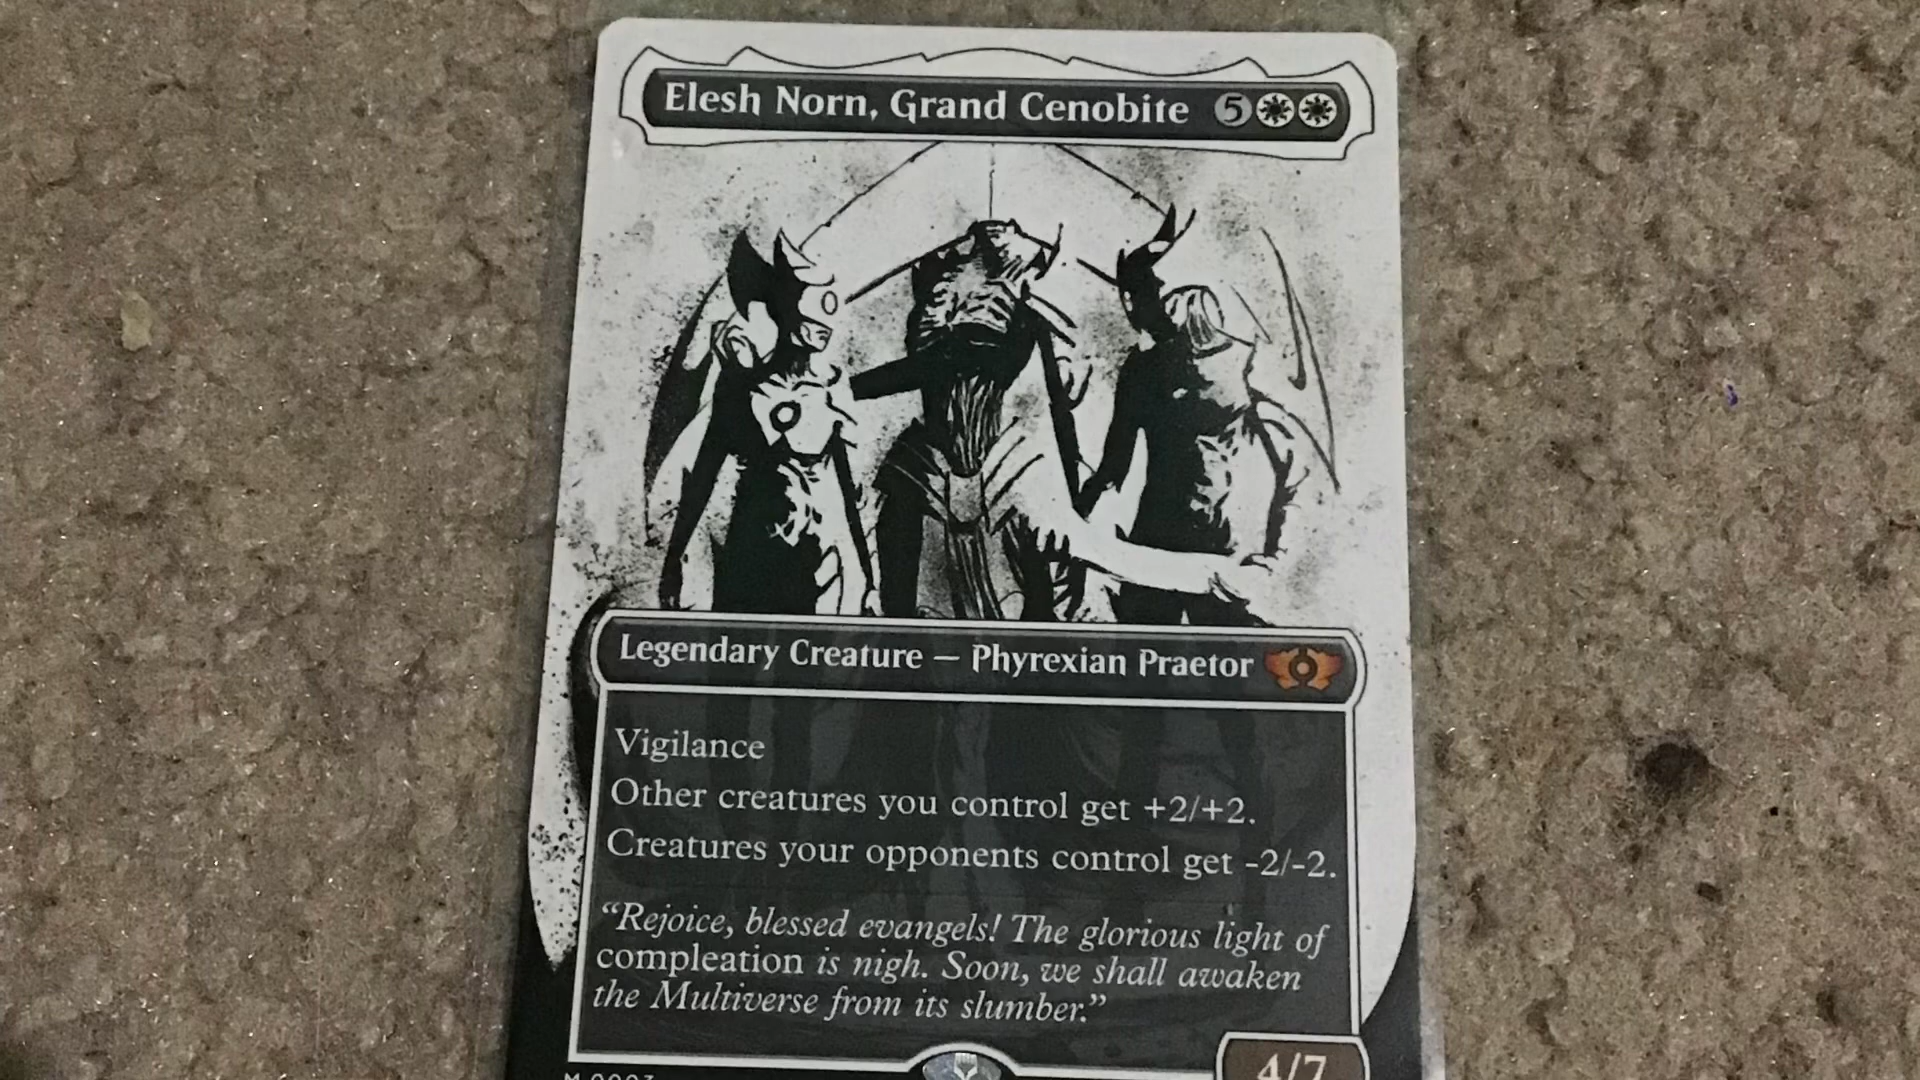 Elesh Norn, Grand Cenobite 5
Legendary Creature — Phyrexian Praetor
Vigilance
Other creatures you control get +2/+2.
Creatures your opponents control get -2/-2.
“Rejoice, blessed evangels! The glorious light of
compleation is nigh. Soon, we shall awaken
the Multiverse from its slumber.”
4/7
M 0003